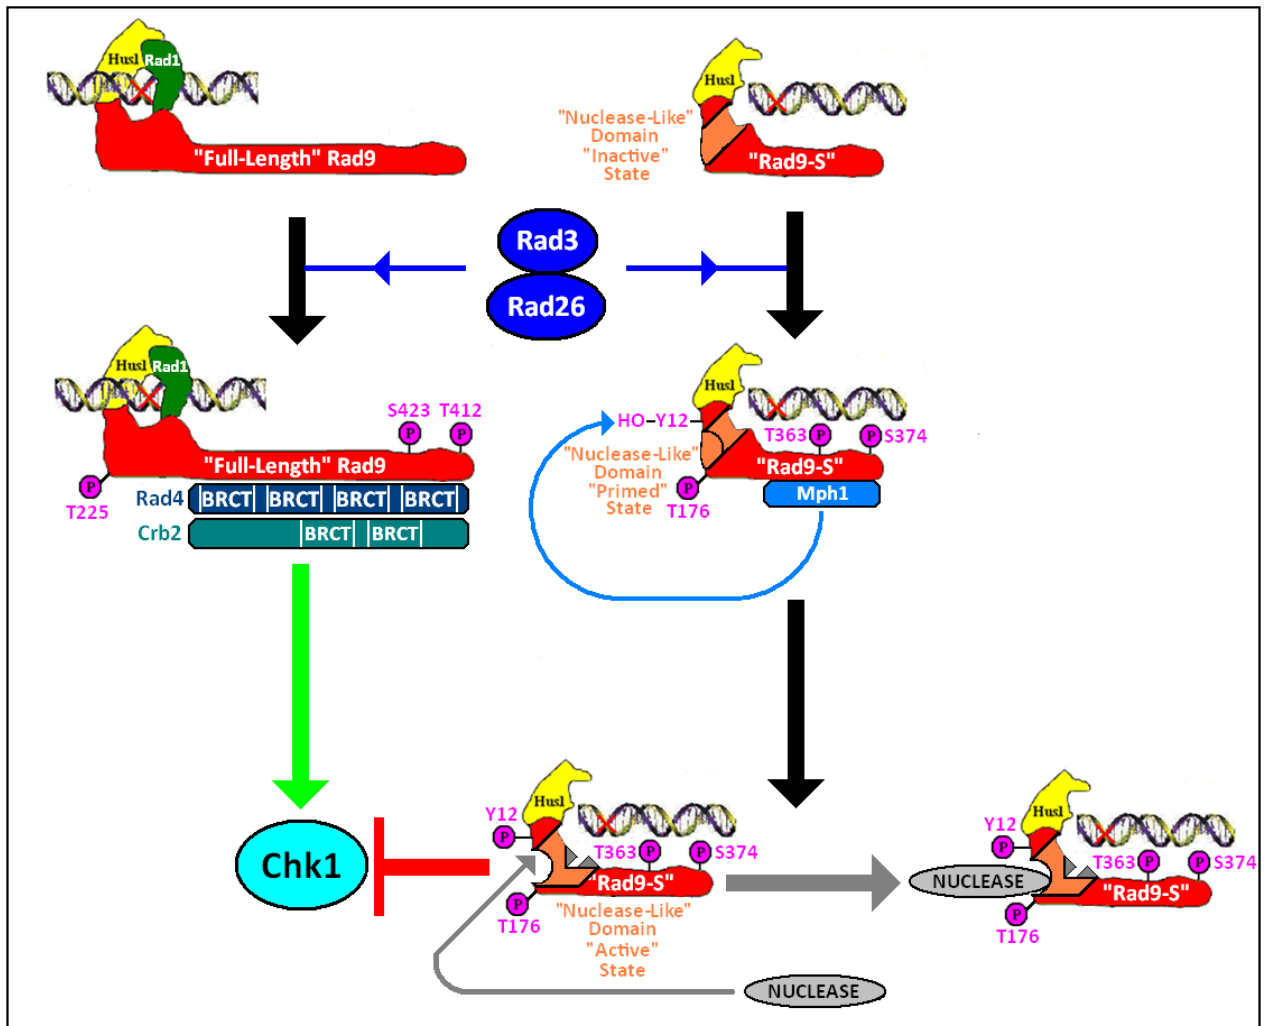 Hus1
Rad1
"Full-Length" Rad9
Hus1
"Nuclease-Like"
Domain
"Inactive"
State
"Rad9-S"
Rad3
Rad26
Hus1
Rad1
S423
T412
P
P
"Full-Length" Rad9
P
T225
Rad4
BRCT
BRCT
BRCT
BRCT
Crb2
BRCT
BRCT
Hus1
HO-Y12
T363
P
P
S374
"Nuclease-Like"
Domain
"Primed"
State
"Rad9-S"
P
T176
Mph1
Chk1
Hus1
Y12
P
T363
P
P
S374
"Rad9-S"
P
T176
"Nuclease-Like"
Domain
"Active"
State
NUCLEASE
Hus1
Y12
P
T363
P
P
S374
NUCLEASE
"Rad9-S"
P
T176